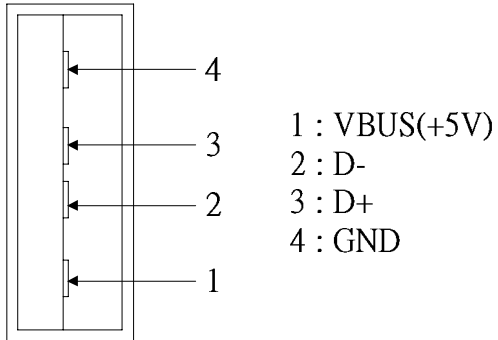 4
3
2
1
1 : VBUS(+5V)
2 : D-
3 : D+
4 : GND